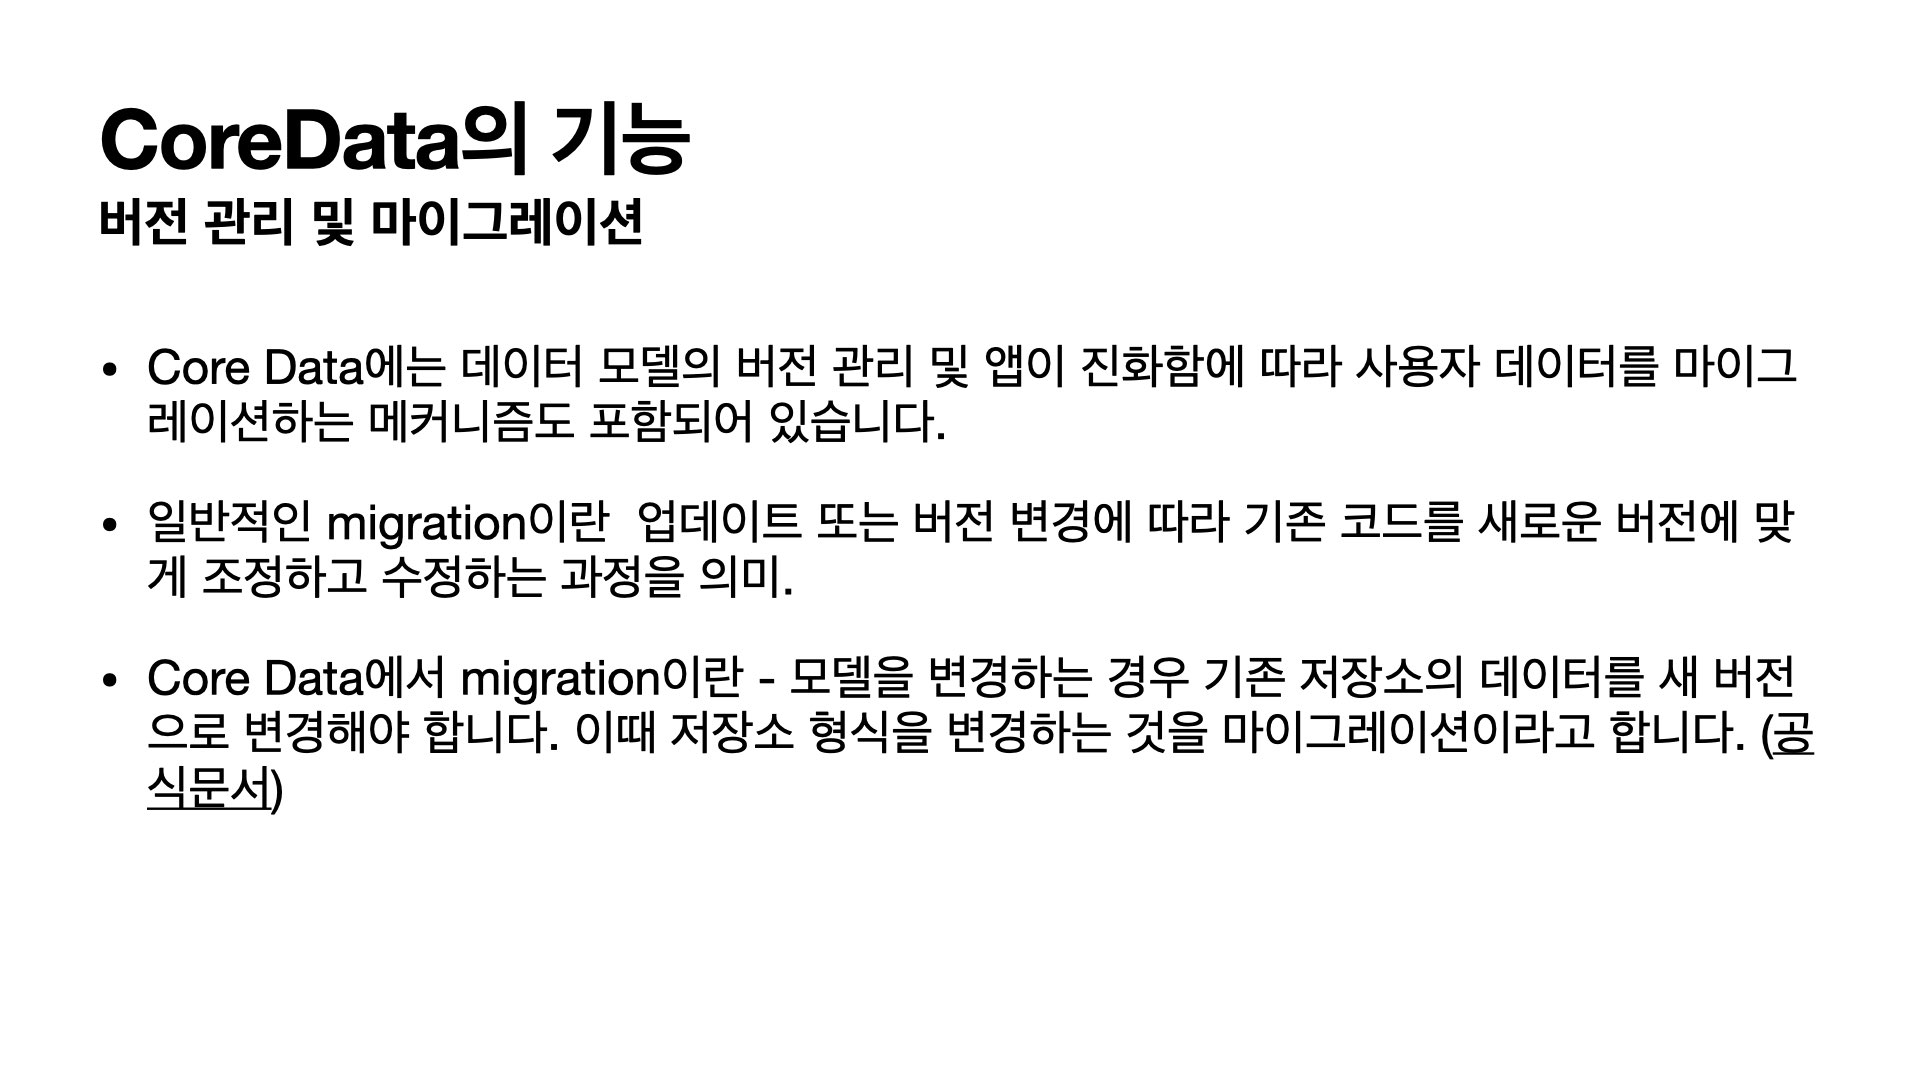 CoreData의 기능
버전 관리 및 마이그레이션
• Core Data에는 데이터 모델의 버전 관리 및 앱이 진화함에 따라 사용자 데이터를 마이그
레이션하는 메커니즘도 포함되어 있습니다.
• 일반적인 migration이란  업데이트 또는 버전 변경에 따라 기존 코드를 새로운 버전에 맞
게 조정하고 수정하는 과정을 의미.
• Core Data에서 migration이란 - 모델을 변경하는 경우 기존 저장소의 데이터를 새 버전
으로 변경해야 합니다. 이때 저장소 형식을 변경하는 것을 마이그레이션이라고 합니다. (공
식문서)